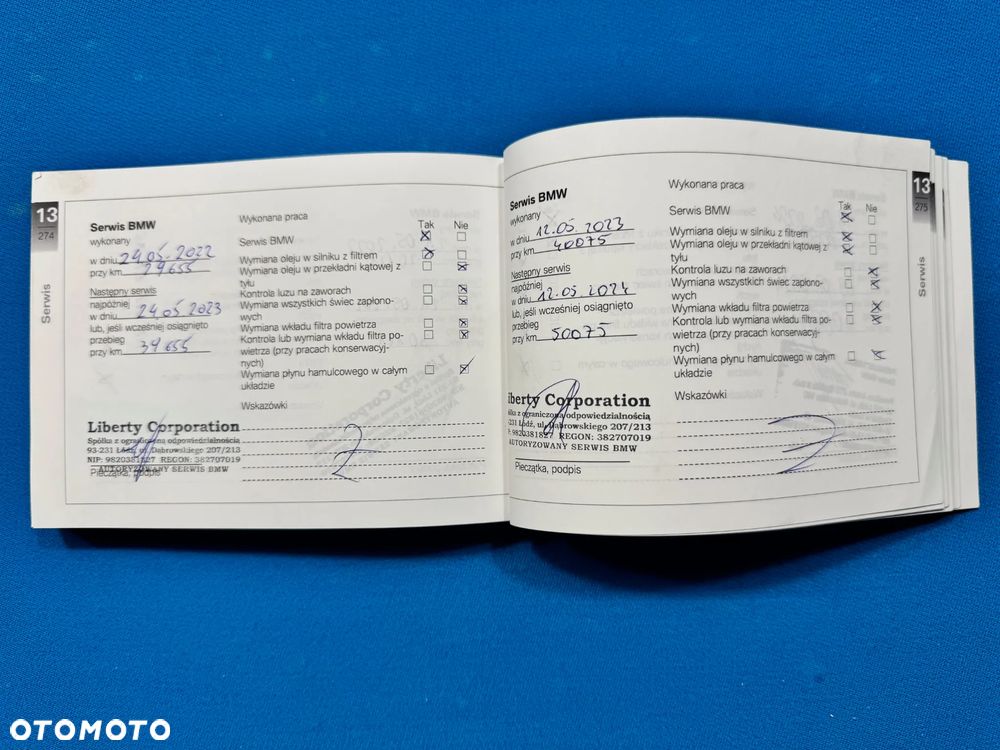 13
274
Serwis
Serwis BMW
wykonany
w dniu 24.05.2022
przy km 29655
Następny serwis
najpóźniej
w dniu 24.05.2023
lub, jeśli wcześniej osiągnięto
przebieg
przy km 39655
Liberty Corporation
Spółka z ograniczoną odpowiedzialnością
93-231 Łódź, ul. Dąbrowskiego 207/213
NIP: 9820381827 REGON: 382707019
AUTORYZOWANY SERWIS BMW
Pieczątka, podpis
Wykonana praca
Tak Nie
Serwis BMW
Wymiana oleju w silniku z filtrem
Wymiana oleju w przekładni kątowej z
tyłu
Kontrola luzu na zaworach
Wymiana wszystkich świec zapłono-
wych
Wymiana wkładu filtra powietrza
Kontrola lub wymiana wkładu filtra po-
wietrza (przy pracach konserwacyj-
nych)
Wymiana płynu hamulcowego w całym
układzie
Wskazówki
Serwis BMW
wykonany
w dniu 12.05.2023
przy km 40075
Następny serwis
najpóźniej
w dniu 12.05.2024
lub, jeśli wcześniej osiągnięto
przebieg
przy km 50075
Liberty Corporation
Spółka z ograniczoną odpowiedzialnością
-231 Łódź, ul. Dąbrowskiego 207/213
P: 9820381827 REGON: 382707019
AUTORYZOWANY SERWIS BMW
Pieczątka, podpis
Wykonana praca
Tak Nie
Serwis BMW
Wymiana oleju w silniku z filtrem
Wymiana oleju w przekładni kątowej z
tyłu
Kontrola luzu na zaworach
Wymiana wszystkich świec zapłono-
wych
Wymiana wkładu filtra powietrza
Kontrola lub wymiana wkładu filtra po-
wietrza (przy pracach konserwacyj-
nych)
Wymiana płynu hamulcowego w całym
układzie
Wskazówki
13
275
Serwis
OTOMOTO